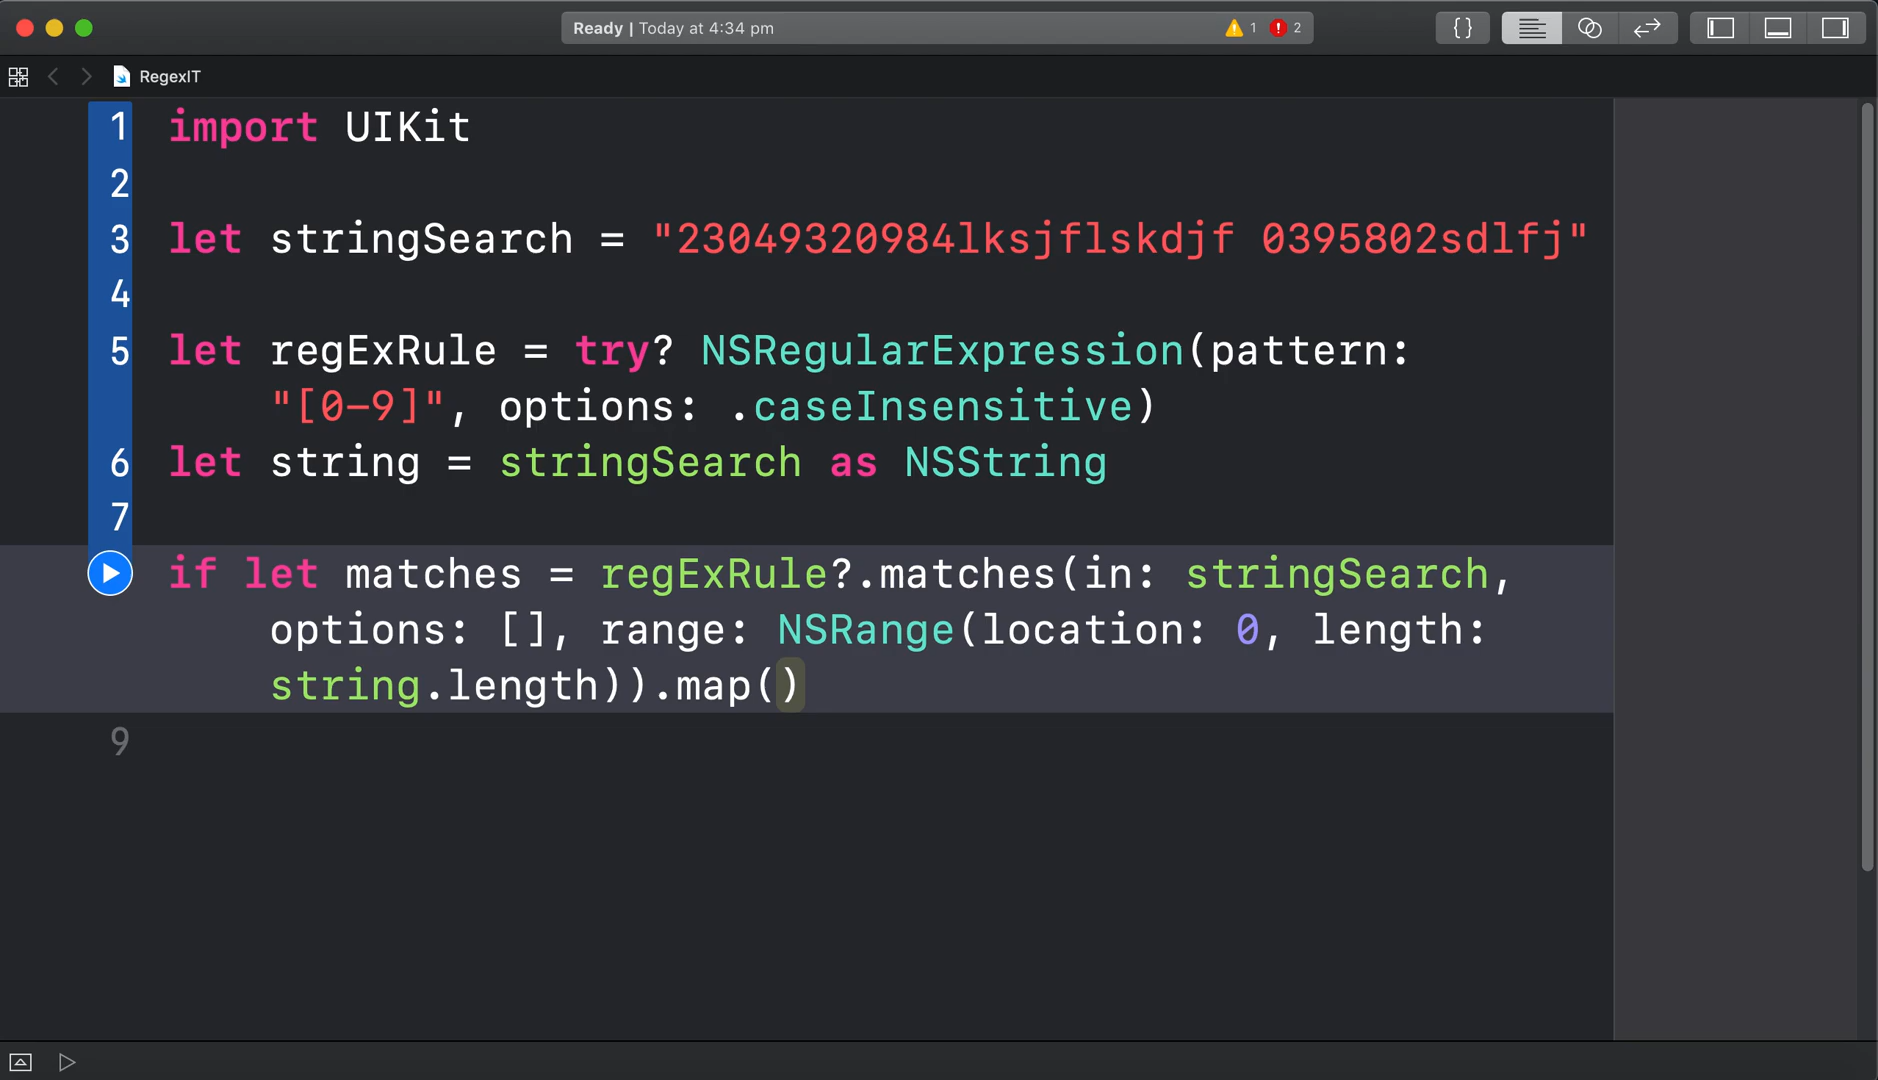 Ready | Today at 4:34 pm
1
2
{}
RegexIT
1 import UIKit
2
3 let stringSearch = "23049320984lksjflskdjf 0395802sdlfj"
4
5 let regExRule = try? NSRegularExpression(pattern:
"[0-9]", options: .caseInsensitive)
6 let string = stringSearch as NSString
7
if let matches = regExRule?.matches(in: stringSearch,
options: [], range: NSRange(location: 0, length:
string.length)).map()
9